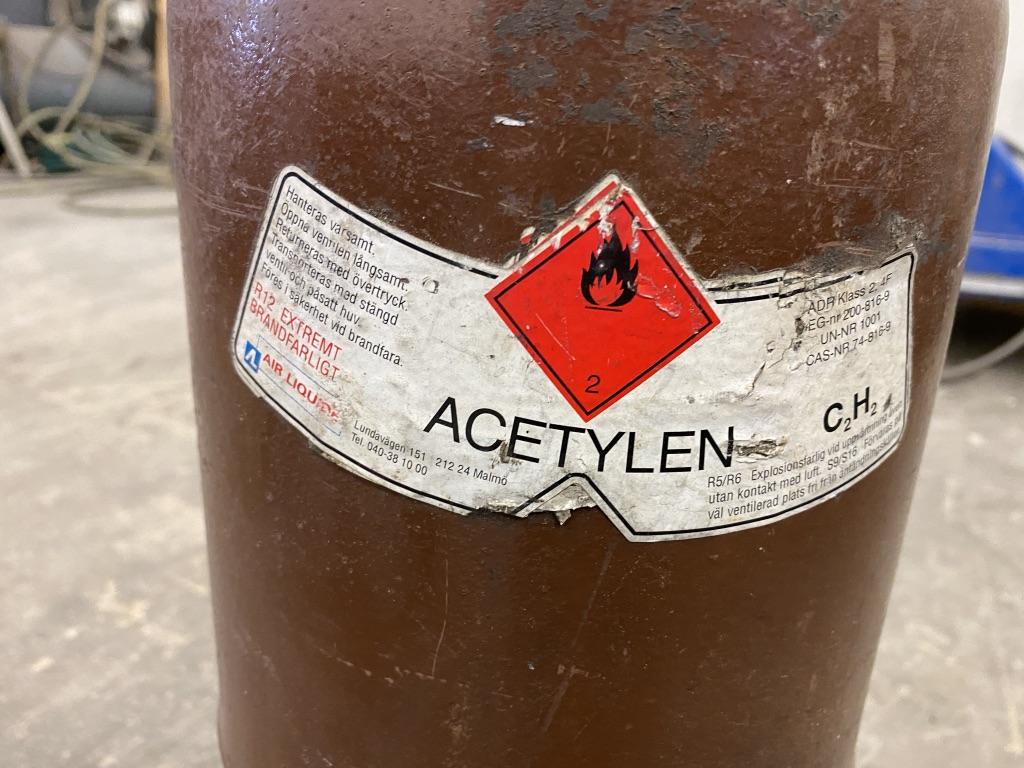 Hanteras varsamt.
Öppna ventilen långsamt.
Returneras med övertryck.
Transporteras med stängd
ventil och påsatt huv.
Föres i säkerhet vid brandfara.
R12 EXTREMT
BRANDFARLIGT
AIR LIQUIDE
Lundavägen 151 212 24 Malmö
Tel. 040-38 10 00
2
ACETYLEN
ADR Klass 2, 4F
EG-nr 200-816-9
UN-NR 1001
CAS-NR 74-816-9
C₂H₂
R5/R6 Explosionsfarlig vid uppvärmning
utan kontakt med luft. S9/S16 Förvaras
väl ventilerad plats fri från